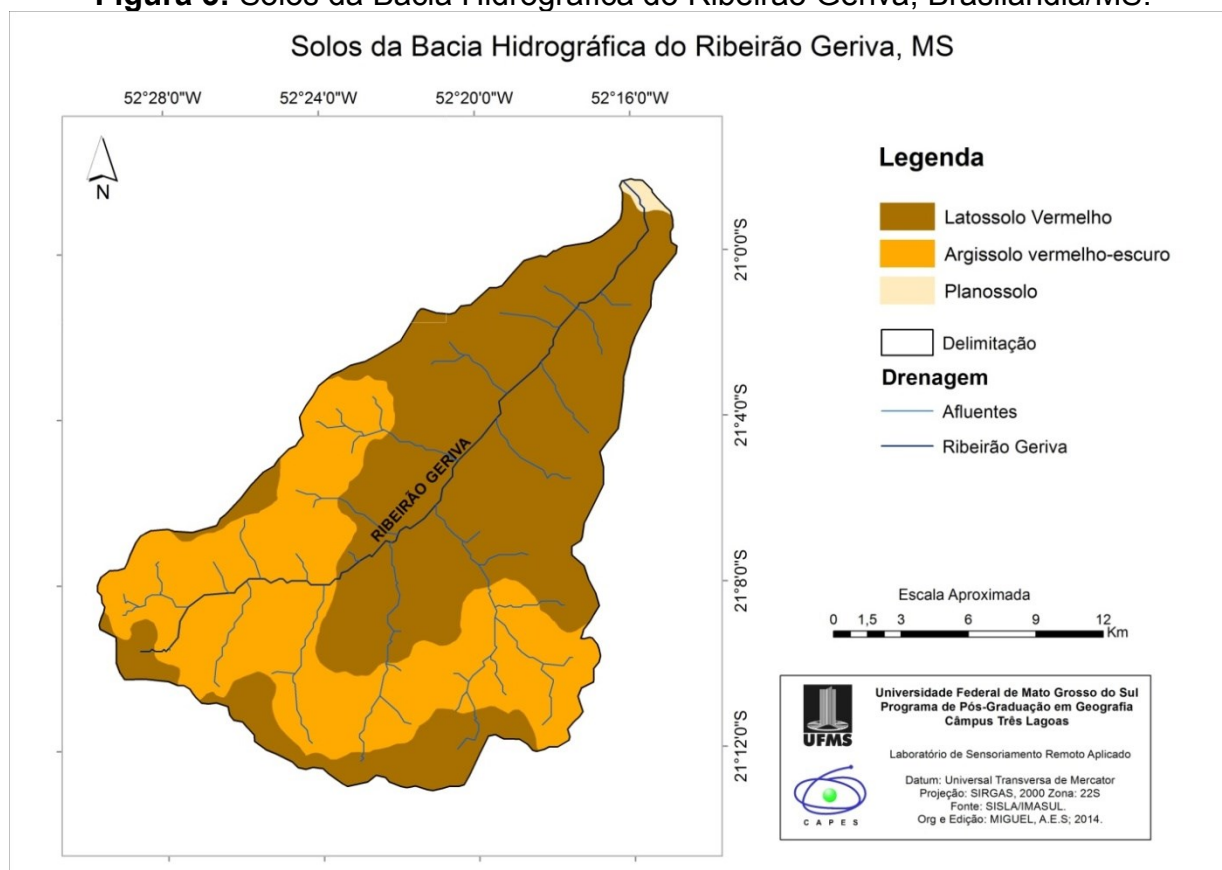 Figura 3: Solos da Bacia Hidrográfica do Ribeirão Geriva, Brasilândia/MS.
Solos da Bacia Hidrográfica do Ribeirão Geriva, MS
52°28'0"W 52°24'0"W 52°20'0"W 52°16'0"W
N
21°0'0"S
21°4'0"S
21°8'0"S
21°12'0"S
RIBEIRÃO GERIVA
Legenda
Latossolo Vermelho
Argissolo vermelho-escuro
Planossolo
Delimitação
Drenagem
Afluentes
Ribeirão Geriva
Escala Aproximada
0 1,5 3 6 9 12
Km
UFMS
CAPES
Universidade Federal de Mato Grosso do Sul
Programa de Pós-Graduação em Geografia
Câmpus Três Lagoas
Laboratório de Sensoriamento Remoto Aplicado
Datum: Universal Transversa de Mercator
Projeção: SIRGAS, 2000 Zona: 22S
Fonte: SISLA/IMASUL.
Org e Edição: MIGUEL, A.E.S; 2014.